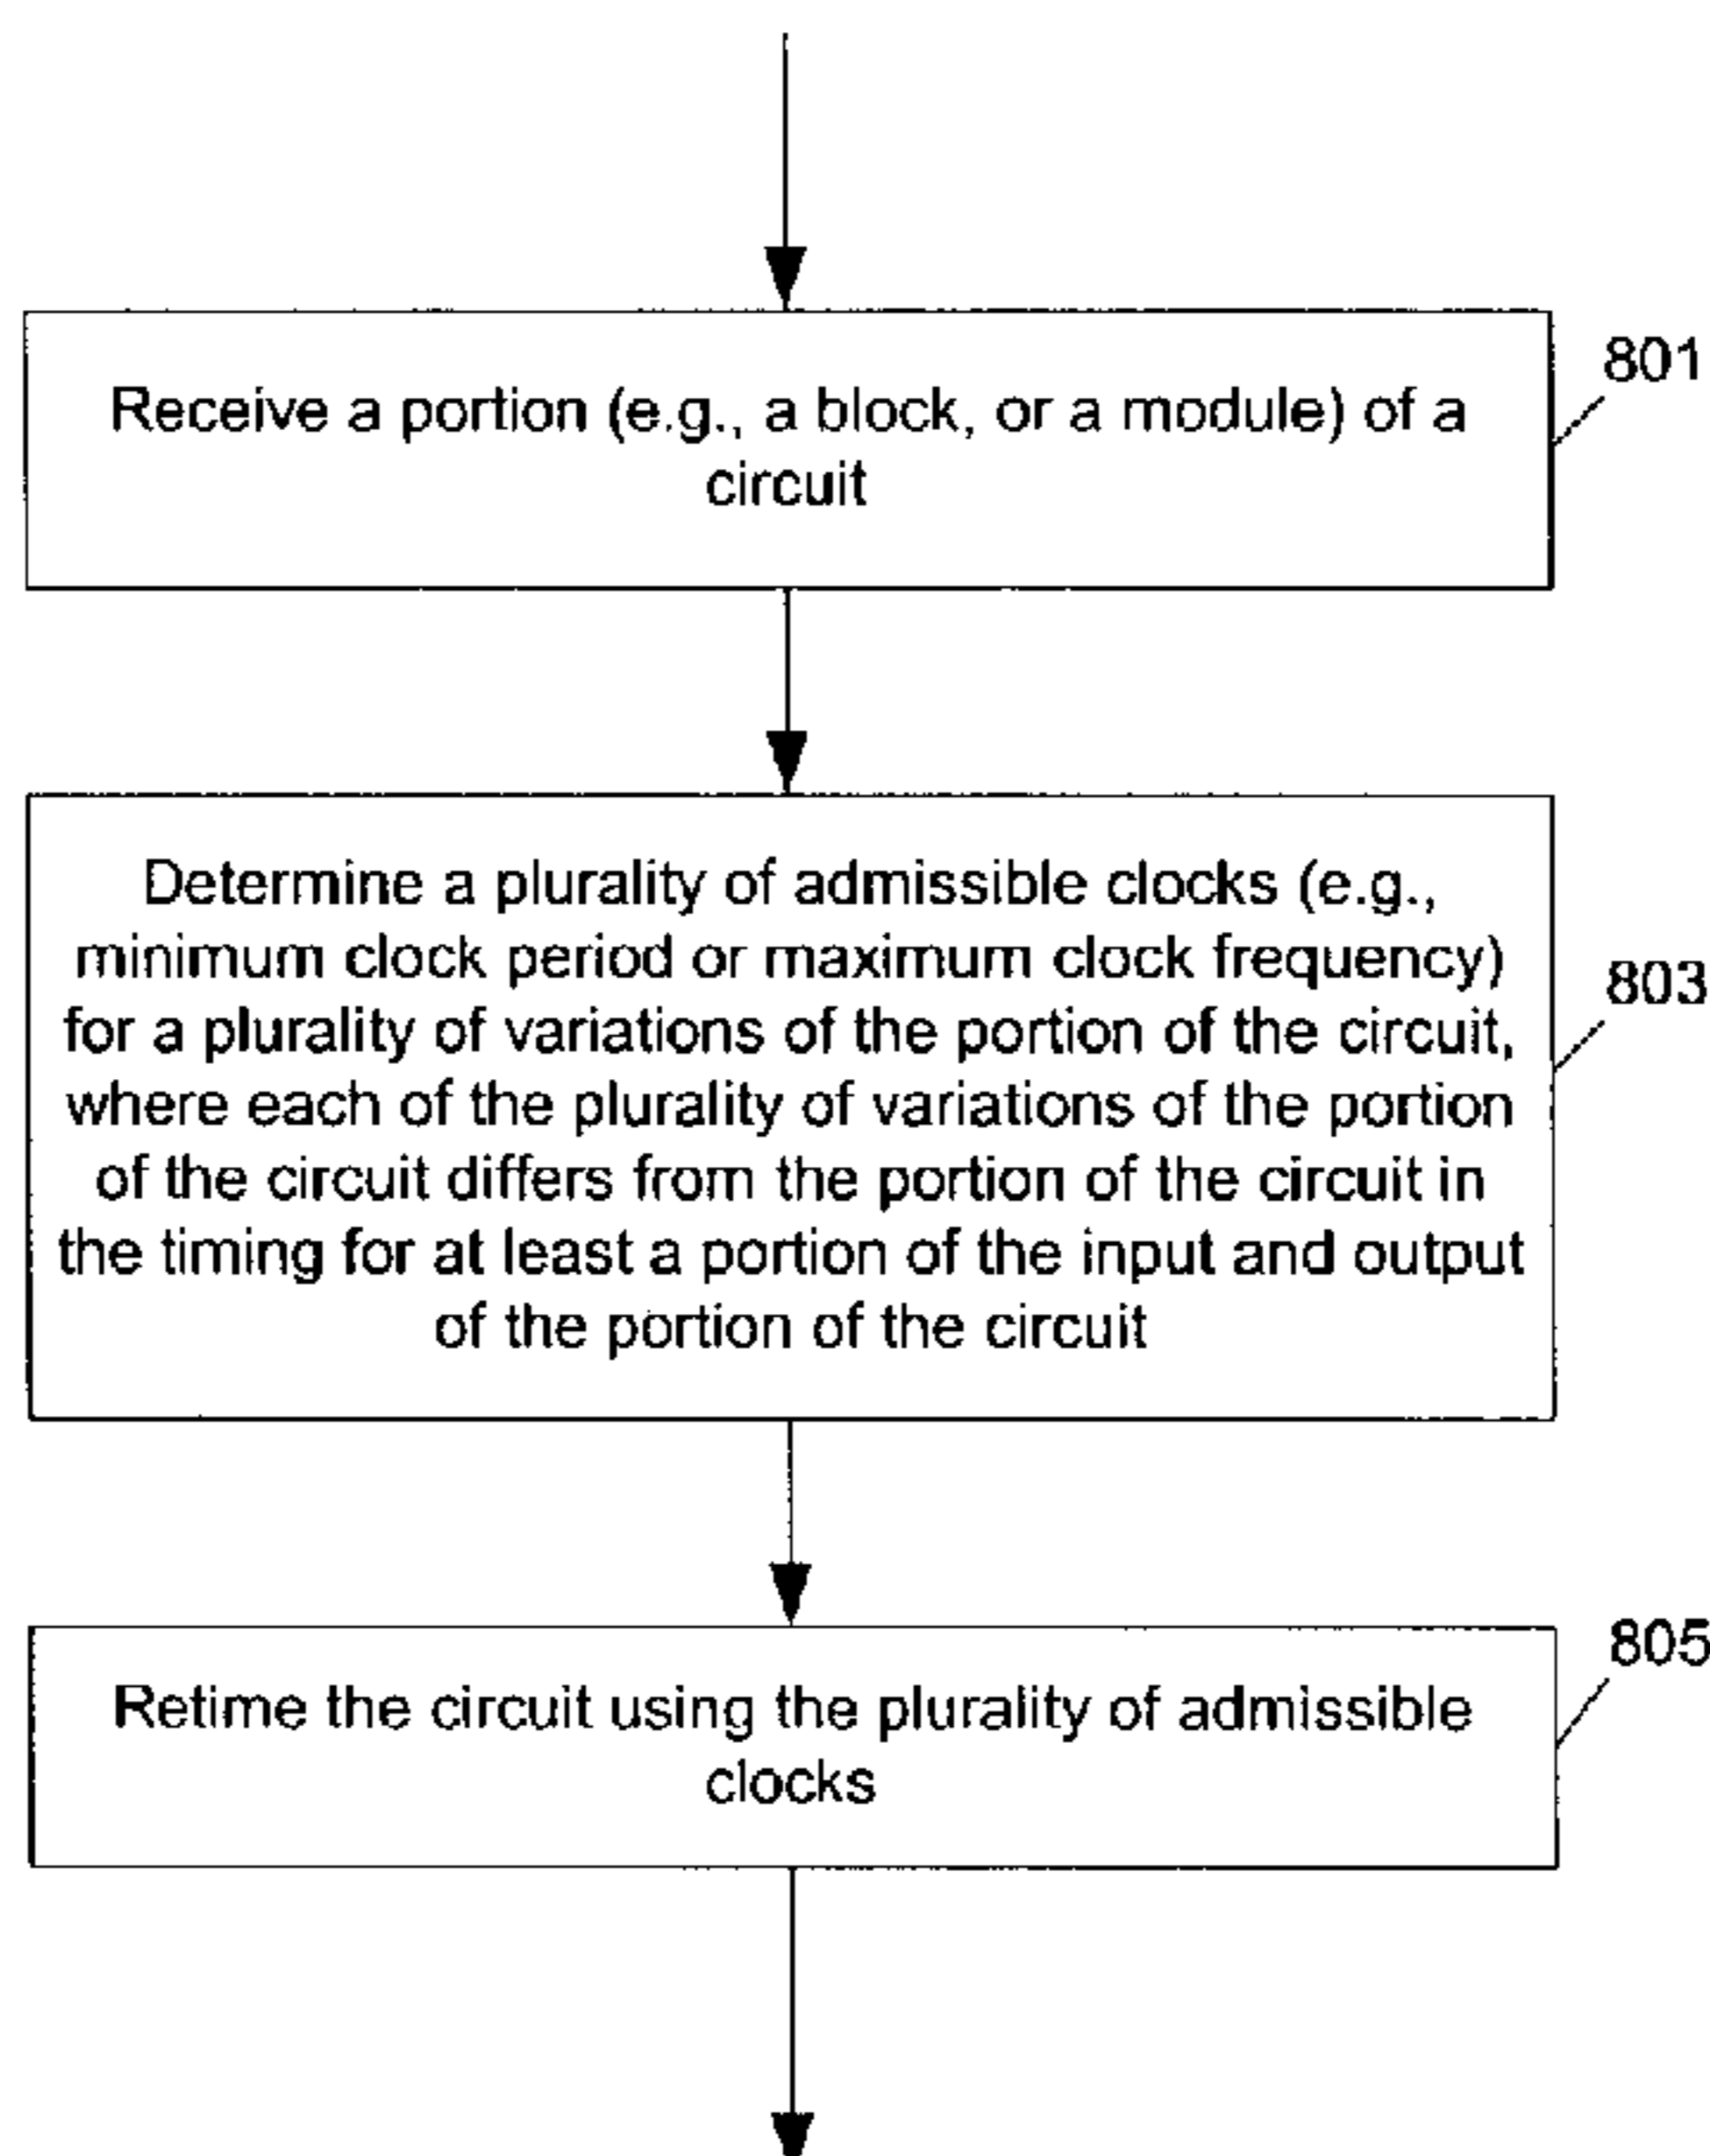 Receive a portion (e.g., a block, or a module) of a
circuit
801
Determine a plurality of admissible clocks (e.g.,
minimum clock period or maximum clock frequency)
for a plurality of variations of the portion of the circuit,
where each of the plurality of variations of the portion
of the circuit differs from the portion of the circuit in
the timing for at least a portion of the input and output
of the portion of the circuit
803
Retime the circuit using the plurality of admissible
clocks
805